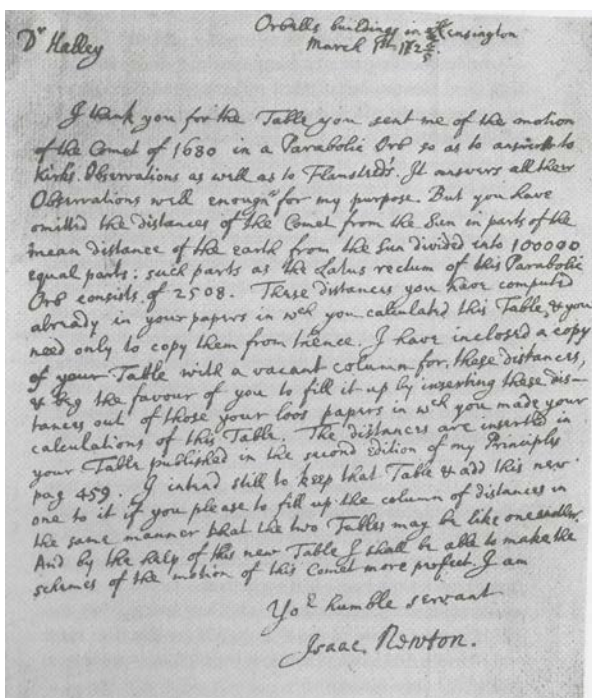 Orbells buildings in Kensington
March 1st 172 4/5.
Dr Halley
I thank you for the Table you sent me of the motion
of the Comet of 1680 in a Parabolic Orb so as to answer to
Kirks Observations as well as to Flamsteds. It answers all their
Observations well enough for my purpose. But you have
omitted the distances of the Comet from the Sun in parts of the
mean distance of the earth from the Sun divided into 100000
equal parts: such parts as the Latus rectum of this Parabolic
Orb consists of 2508. These distances you have computed
already in your papers in wch you calculated this Table, & you
need only to copy them from thence. I have inclosed a copy
of your Table with a vacant column for these distances,
& beg the favour of you to fill it up by inserting these dis-
tances out of those your loos papers in wch you made your
calculations of this Table. The distances are inserted in
your Table published in the second edition of my Principles
pag 459. I intend still to keep that Table & add this new
one to it if you please to fill up the column of distances in
the same manner that the two Tables may be like one another.
And by the help of this new Table I shall be able to make the
schemes of the motion of this Comet more perfect. I am
Yor humble servant
Isaac Newton.